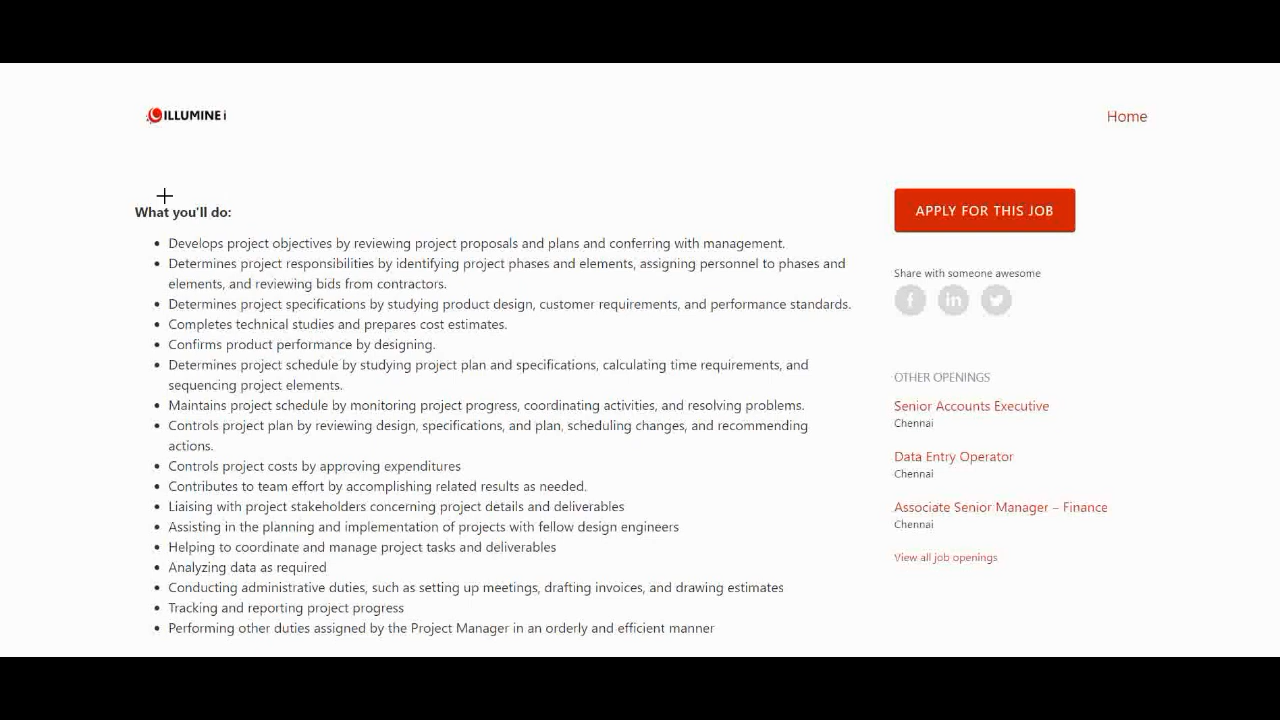 ILLUMINE i
Home
What you'll do:
• Develops project objectives by reviewing project proposals and plans and conferring with management.
• Determines project responsibilities by identifying project phases and elements, assigning personnel to phases and
elements, and reviewing bids from contractors.
• Determines project specifications by studying product design, customer requirements, and performance standards.
• Completes technical studies and prepares cost estimates.
• Confirms product performance by designing.
• Determines project schedule by studying project plan and specifications, calculating time requirements, and
sequencing project elements.
• Maintains project schedule by monitoring project progress, coordinating activities, and resolving problems.
• Controls project plan by reviewing design, specifications, and plan, scheduling changes, and recommending
actions.
• Controls project costs by approving expenditures
• Contributes to team effort by accomplishing related results as needed.
• Liaising with project stakeholders concerning project details and deliverables
• Assisting in the planning and implementation of projects with fellow design engineers
• Helping to coordinate and manage project tasks and deliverables
• Analyzing data as required
• Conducting administrative duties, such as setting up meetings, drafting invoices, and drawing estimates
• Tracking and reporting project progress
• Performing other duties assigned by the Project Manager in an orderly and efficient manner
APPLY FOR THIS JOB
Share with someone awesome
OTHER OPENINGS
Senior Accounts Executive
Chennai
Data Entry Operator
Chennai
Associate Senior Manager – Finance
Chennai
View all job openings